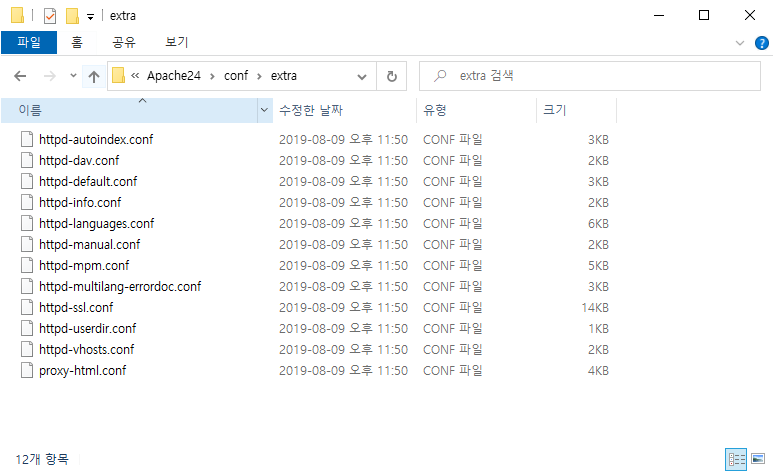 extra
파일 홈 공유 보기
« Apache24 > conf > extra extra 검색
이름 수정한 날짜 유형 크기
httpd-autoindex.conf 2019-08-09 오후 11:50 CONF 파일 3KB
httpd-dav.conf 2019-08-09 오후 11:50 CONF 파일 2KB
httpd-default.conf 2019-08-09 오후 11:50 CONF 파일 3KB
httpd-info.conf 2019-08-09 오후 11:50 CONF 파일 2KB
httpd-languages.conf 2019-08-09 오후 11:50 CONF 파일 6KB
httpd-manual.conf 2019-08-09 오후 11:50 CONF 파일 2KB
httpd-mpm.conf 2019-08-09 오후 11:50 CONF 파일 5KB
httpd-multilang-errordoc.conf 2019-08-09 오후 11:50 CONF 파일 3KB
httpd-ssl.conf 2019-08-09 오후 11:50 CONF 파일 14KB
httpd-userdir.conf 2019-08-09 오후 11:50 CONF 파일 1KB
httpd-vhosts.conf 2019-08-09 오후 11:50 CONF 파일 2KB
proxy-html.conf 2019-08-09 오후 11:50 CONF 파일 4KB
12개 항목